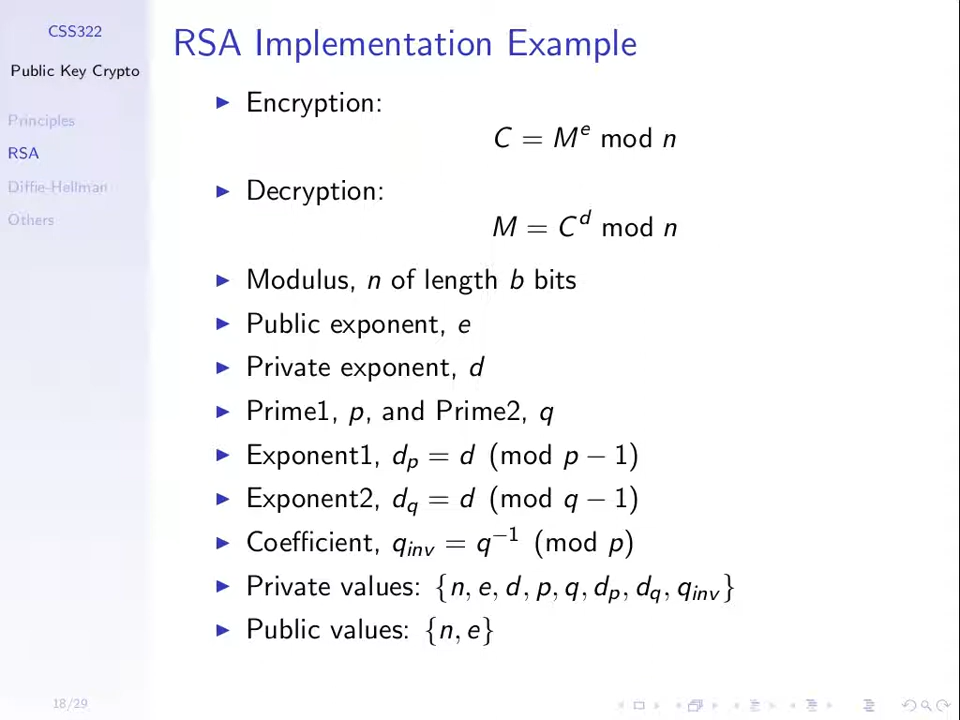 CSS322
Public Key Crypto
Principles
RSA
Diffie-Hellman
Others
RSA Implementation Example
▶ Encryption:
C = M^e mod n
▶ Decryption:
M = C^d mod n
▶ Modulus, n of length b bits
▶ Public exponent, e
▶ Private exponent, d
▶ Prime1, p, and Prime2, q
▶ Exponent1, d_p = d (mod p − 1)
▶ Exponent2, d_q = d (mod q − 1)
▶ Coefficient, q_inv = q^−1 (mod p)
▶ Private values: {n, e, d, p, q, d_p, d_q, q_inv}
▶ Public values: {n, e}
18/29